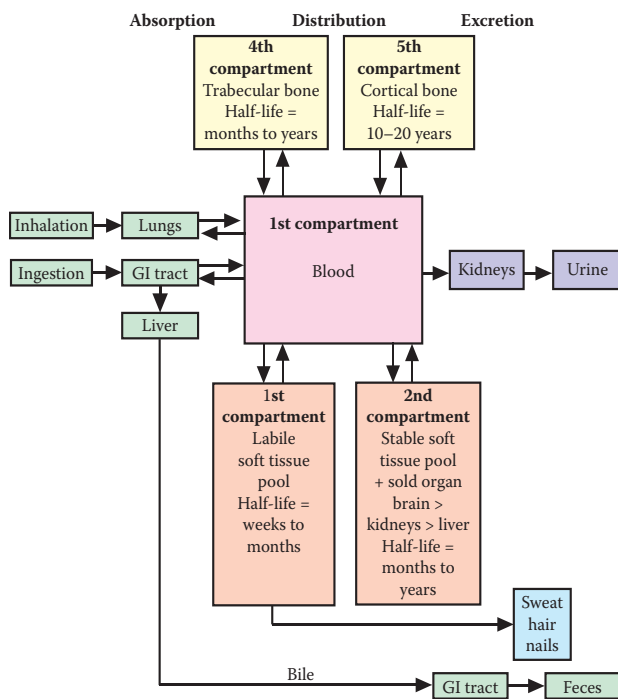 Absorption Distribution Excretion
4th
compartment
Trabecular bone
Half-life =
months to years
5th
compartment
Cortical bone
Half-life =
10–20 years
1st compartment
Blood
Inhalation
Lungs
Ingestion
GI tract
Liver
Kidneys
Urine
1st
compartment
Labile
soft tissue
pool
Half-life =
weeks to
months
2nd
compartment
Stable soft
tissue pool
+ sold organ
brain >
kidneys > liver
Half-life =
months to
years
Sweat
hair
nails
Bile
GI tract
Feces